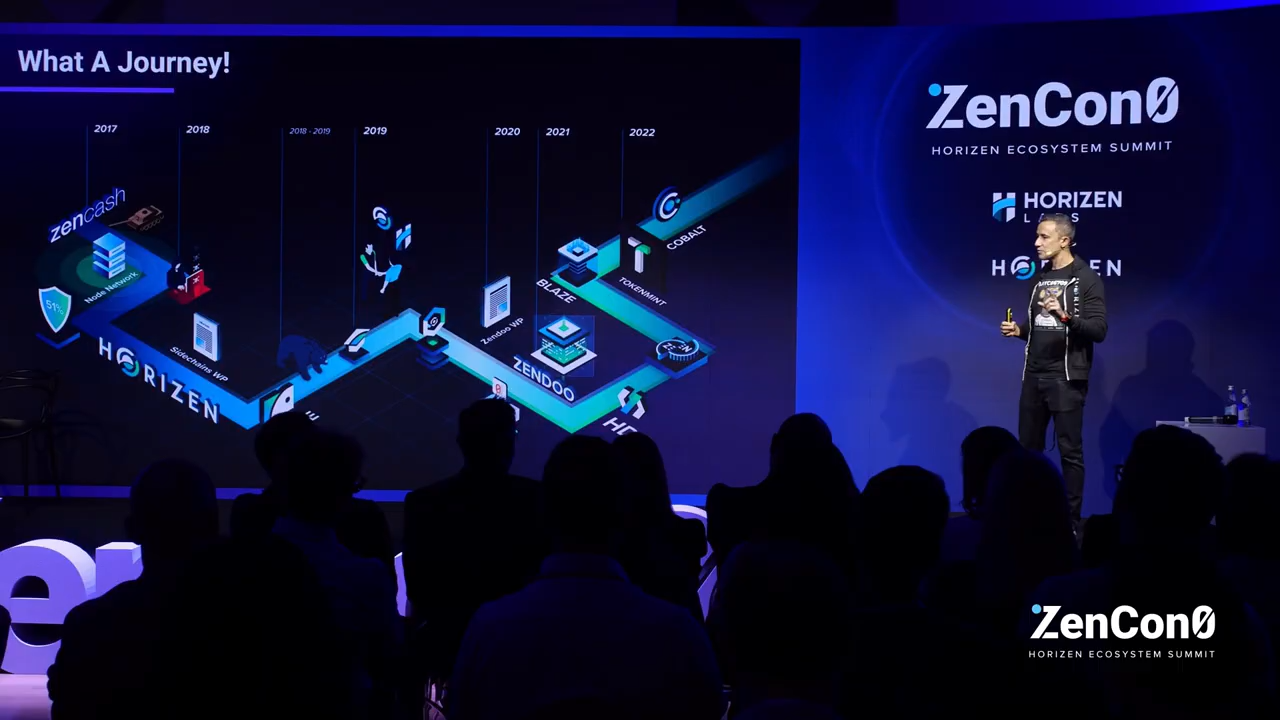 What A Journey!
2017
2018
2018 - 2019
2019
2020
2021
2022
zencash
Node Network
51%
HORIZEN
Sidechains WP
Zendoo WP
ZENDOO
BLAZE
TOKENMINT
COBALT
ZenCon0
HORIZEN ECOSYSTEM SUMMIT
HORIZEN
LABS
HORIZEN
ZenCon0
HORIZEN ECOSYSTEM SUMMIT